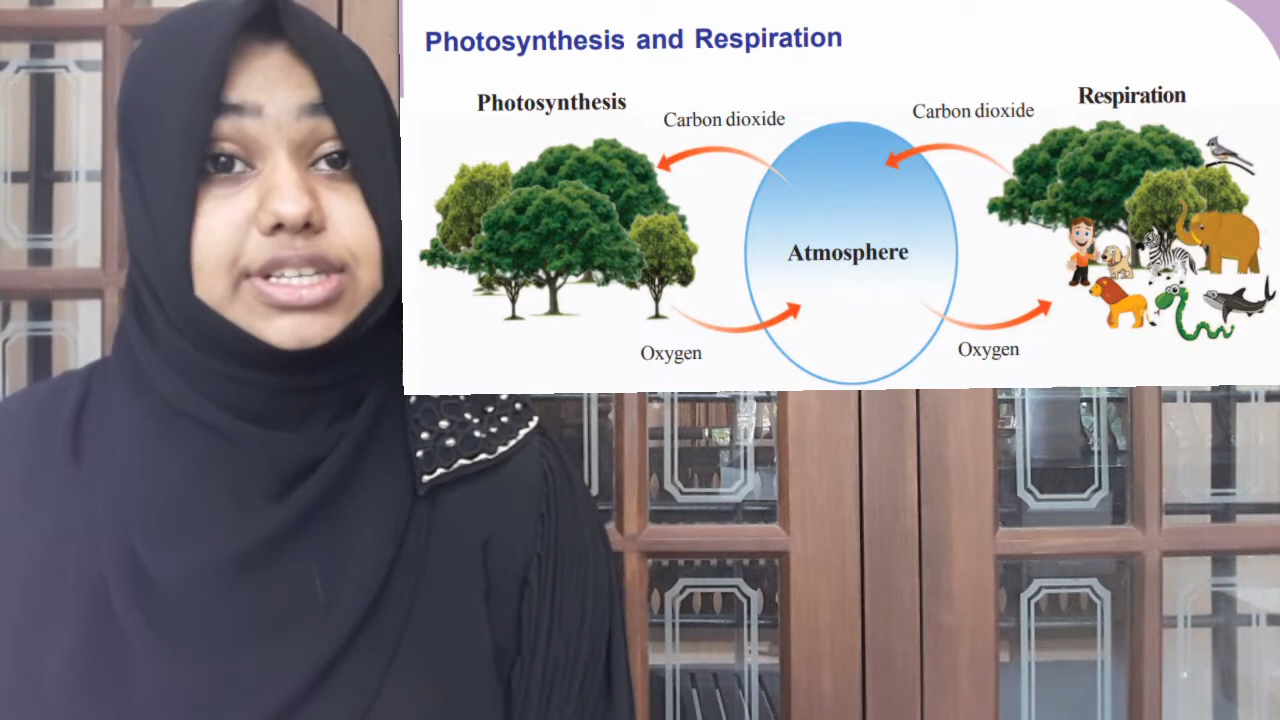 Photosynthesis and Respiration
Photosynthesis
Carbon dioxide
Carbon dioxide
Respiration
Atmosphere
Oxygen
Oxygen